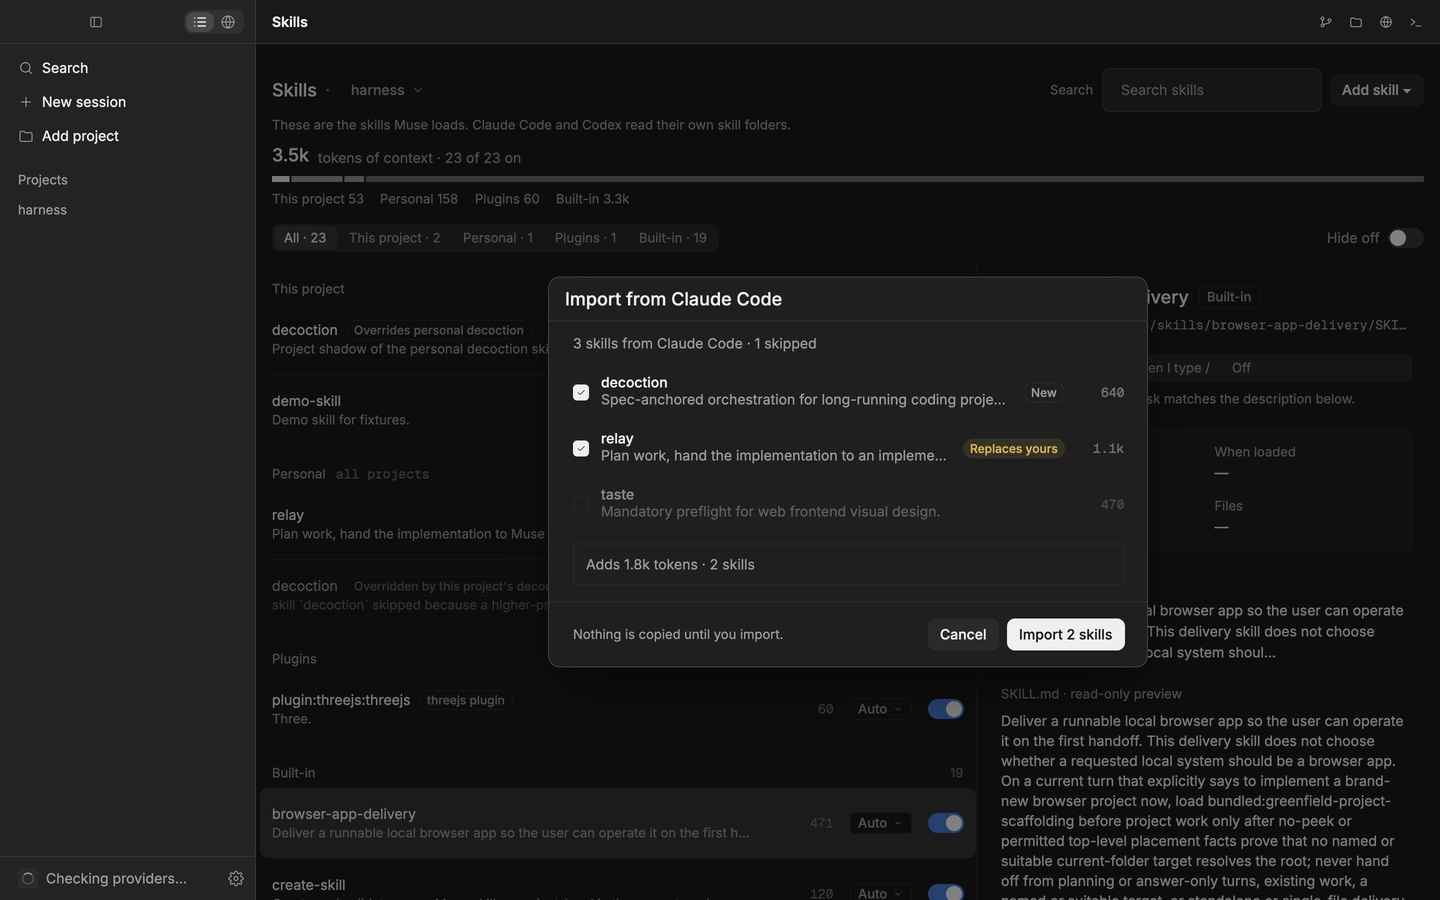 Skills
Search
New session
Add project
Projects
harness
Checking providers...
Skills · harness
Search
Search skills
Add skill
These are the skills Muse loads. Claude Code and Codex read their own skill folders.
3.5k tokens of context · 23 of 23 on
This project 53 Personal 158 Plugins 60 Built-in 3.3k
All · 23 This project · 2 Personal · 1 Plugins · 1 Built-in · 19
Hide off
This project
decoction Overrides personal decoction
Project shadow of the personal decoction ski
demo-skill
Demo skill for fixtures.
Personal all projects
relay
Plan work, hand the implementation to Muse
decoction Overridden by this project's deco
skill `decoction` skipped because a higher-pr
Plugins
plugin:threejs:threejs threejs plugin
Three.
60 Auto
Built-in 19
browser-app-delivery
Deliver a runnable local browser app so the user can operate it on the first h...
471 Auto
create-skill
120 Auto
Import from Claude Code
3 skills from Claude Code · 1 skipped
decoction
Spec-anchored orchestration for long-running coding proje...
New 640
relay
Plan work, hand the implementation to an impleme...
Replaces yours 1.1k
taste
Mandatory preflight for web frontend visual design.
470
Adds 1.8k tokens · 2 skills
Nothing is copied until you import.
Cancel
Import 2 skills
ivery Built-in
/skills/browser-app-delivery/SKI...
en I type / Off
sk matches the description below.
When loaded
—
Files
—
al browser app so the user can operate
This delivery skill does not choose
ocal system shoul...
SKILL.md · read-only preview
Deliver a runnable local browser app so the user can operate
it on the first handoff. This delivery skill does not choose
whether a requested local system should be a browser app.
On a current turn that explicitly says to implement a brand-
new browser project now, load bundled:greenfield-project-
scaffolding before project work only after no-peek or
permitted top-level placement facts prove that no named or
suitable current-folder target resolves the root; never hand
off from planning or answer-only turns, existing work, a
named or suitable target, or standalone or single-file delivery